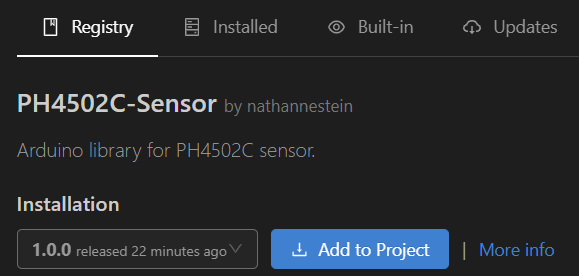 Registry Installed Built-in Updates
PH4502C-Sensor by nathannestein
Arduino library for PH4502C sensor.
Installation
1.0.0 released 22 minutes ago Add to Project | More info